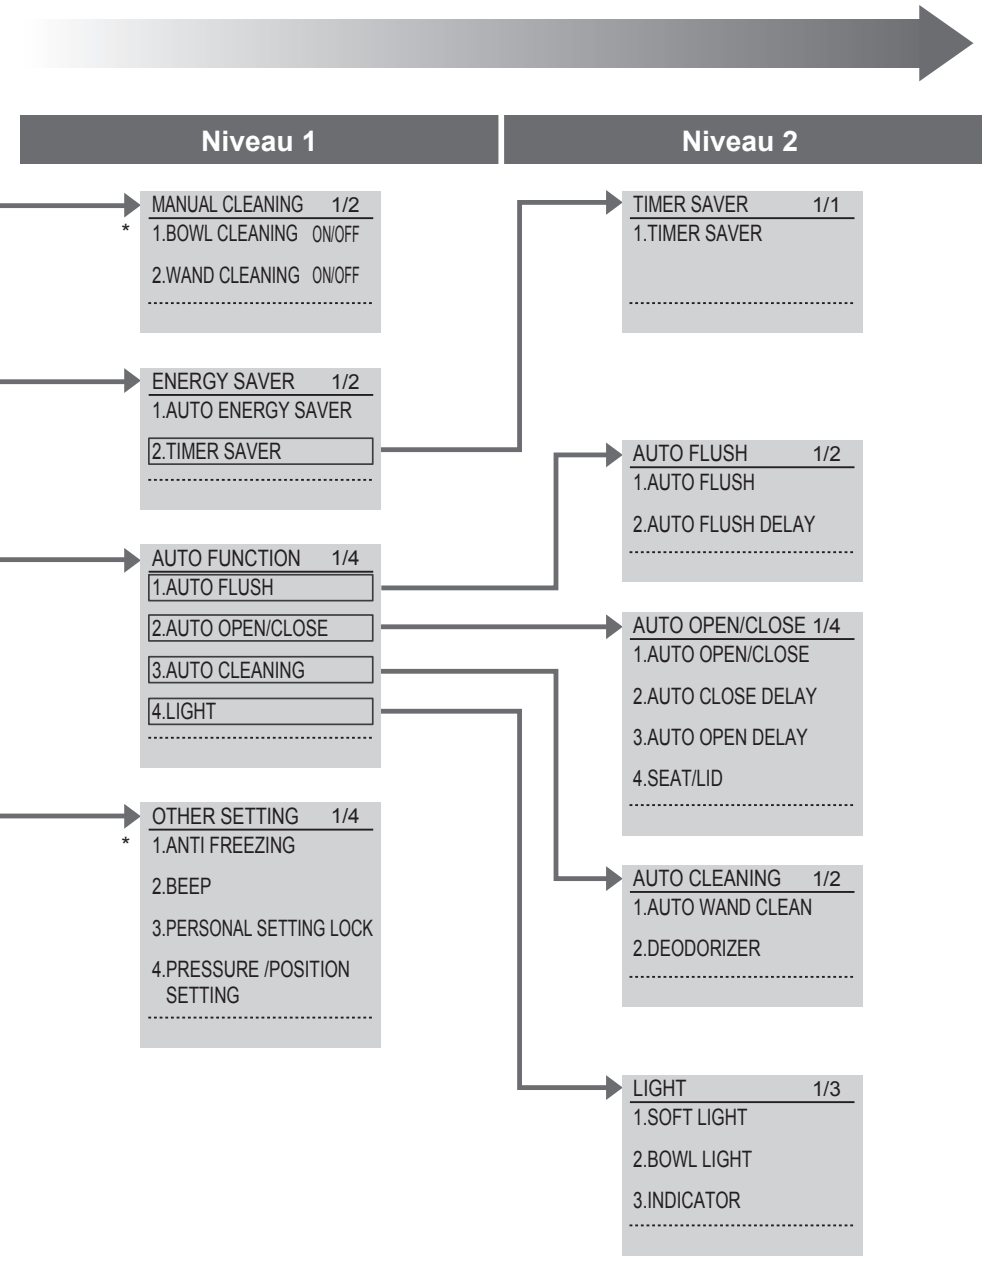 Niveau 1
Niveau 2
MANUAL CLEANING 1/2
*
1.BOWL CLEANING ON/OFF
2.WAND CLEANING ON/OFF
ENERGY SAVER 1/2
1.AUTO ENERGY SAVER
2.TIMER SAVER
AUTO FUNCTION 1/4
1.AUTO FLUSH
2.AUTO OPEN/CLOSE
3.AUTO CLEANING
4.LIGHT
OTHER SETTING 1/4
*
1.ANTI FREEZING
2.BEEP
3.PERSONAL SETTING LOCK
4.PRESSURE /POSITION
SETTING
TIMER SAVER 1/1
1.TIMER SAVER
AUTO FLUSH 1/2
1.AUTO FLUSH
2.AUTO FLUSH DELAY
AUTO OPEN/CLOSE 1/4
1.AUTO OPEN/CLOSE
2.AUTO CLOSE DELAY
3.AUTO OPEN DELAY
4.SEAT/LID
AUTO CLEANING 1/2
1.AUTO WAND CLEAN
2.DEODORIZER
LIGHT 1/3
1.SOFT LIGHT
2.BOWL LIGHT
3.INDICATOR